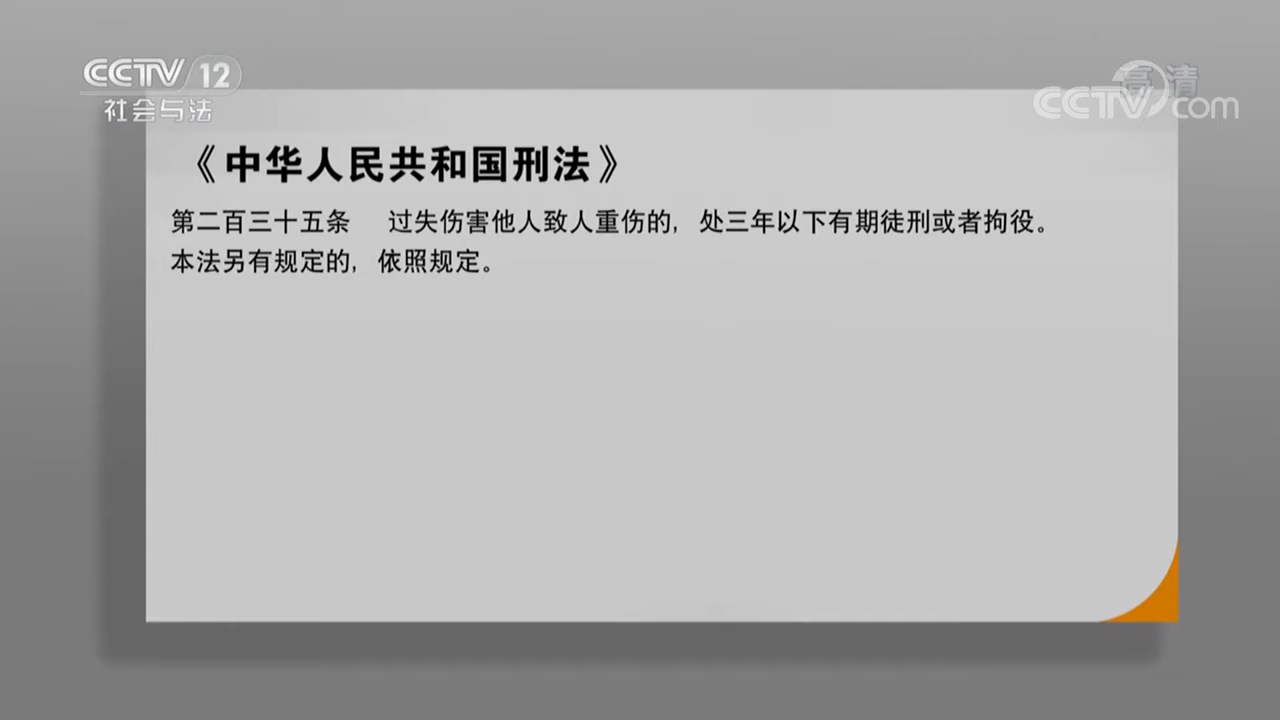 CCTV 12
社会与法
高清
CCTV.com
《中华人民共和国刑法》
第二百三十五条 过失伤害他人致人重伤的, 处三年以下有期徒刑或者拘役。
本法另有规定的, 依照规定。